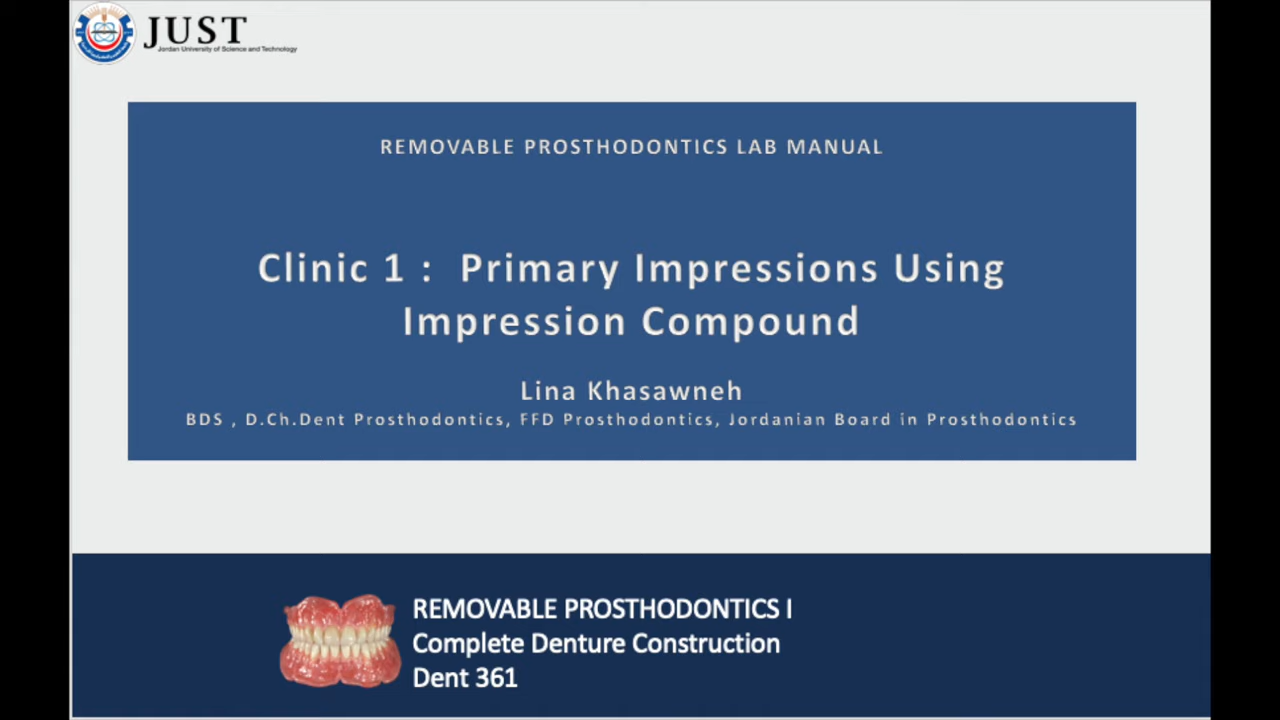 JUST
Jordan University of Science and Technology
REMOVABLE PROSTHODONTICS LAB MANUAL
Clinic 1 : Primary Impressions Using
Impression Compound
Lina Khasawneh
BDS , D.Ch.Dent Prosthodontics, FFD Prosthodontics, Jordanian Board in Prosthodontics
REMOVABLE PROSTHODONTICS I
Complete Denture Construction
Dent 361